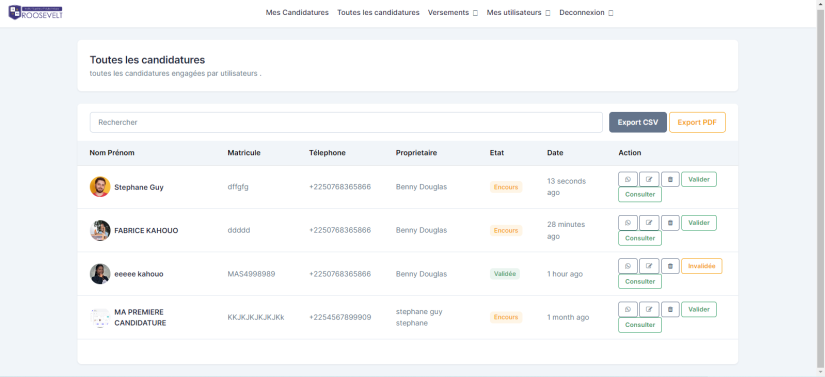 ROOSEVELT
Mes Candidatures Toutes les candidatures Versements Mes utilisateurs Deconnexion
Toutes les candidatures
toutes les candidatures engagées par utilisateurs .
Rechercher Export CSV Export PDF
Nom Prénom Matricule Télephone Proprietaire Etat Date Action
Stephane Guy dffgfg +2250768365866 Benny Douglas Encours 13 seconds ago Valider
Consulter
FABRICE KAHOUO ddddd +2250768365866 Benny Douglas Encours 28 minutes ago Valider
Consulter
eeeee kahouo MAS4998989 +2250768365866 Benny Douglas Validée 1 hour ago Invalidée
Consulter
MA PREMIERE CANDIDATURE KKJKJKJKJKJKk +2254567899909 stephane guy stephane Encours 1 month ago Valider
Consulter